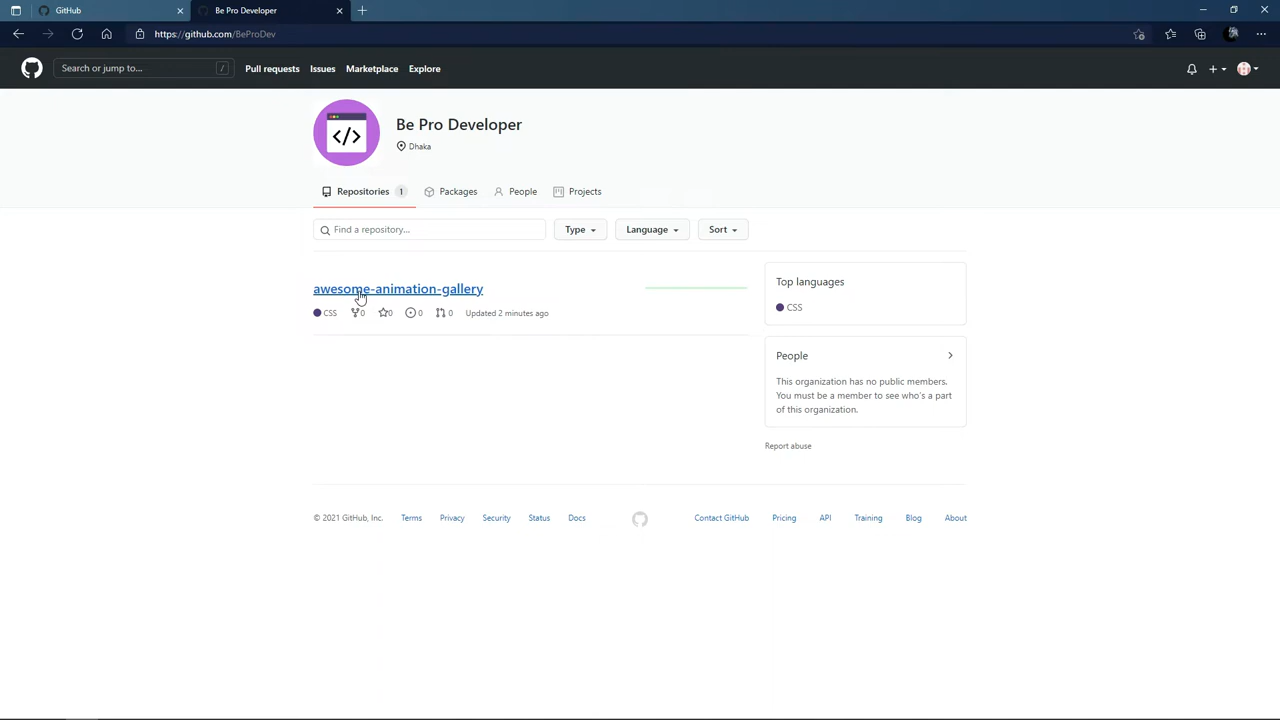 GitHub
Be Pro Developer
https://github.com/BeProDev
Search or jump to... /
Pull requests Issues Marketplace Explore
Be Pro Developer
Dhaka
Repositories 1 Packages People Projects
Find a repository... Type Language Sort
awesome-animation-gallery
CSS 0 0 0 0 Updated 2 minutes ago
Top languages
CSS
People
This organization has no public members.
You must be a member to see who's a part
of this organization.
Report abuse
© 2021 GitHub, Inc. Terms Privacy Security Status Docs Contact GitHub Pricing API Training Blog About